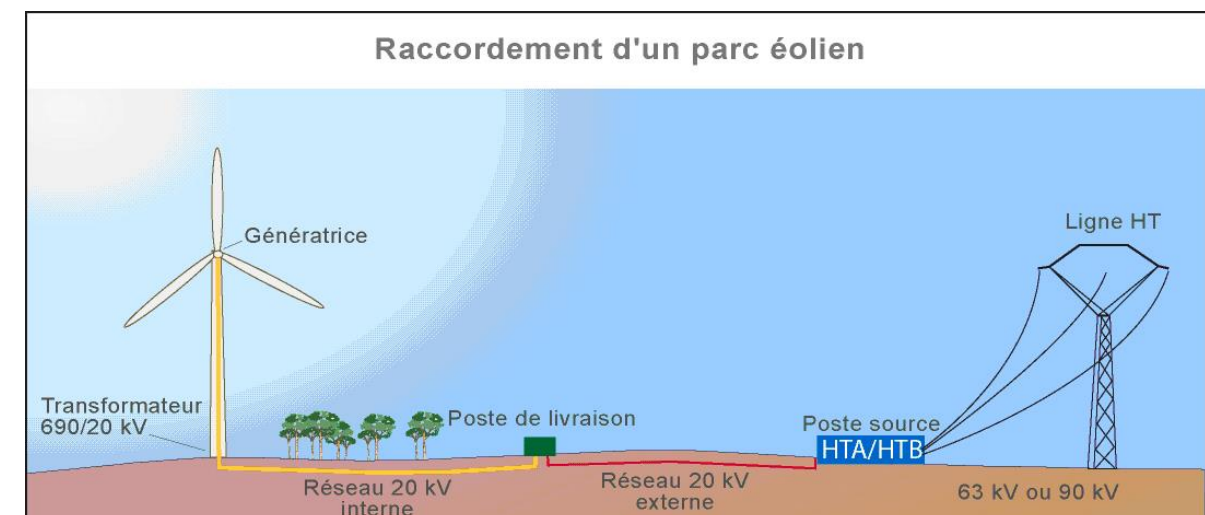 Raccordement d'un parc éolien
Génératrice
Ligne HT
Transformateur
690/20 kV
Poste de livraison
Poste source
HTA/HTB
Réseau 20 kV
interne
Réseau 20 kV
externe
63 kV ou 90 kV